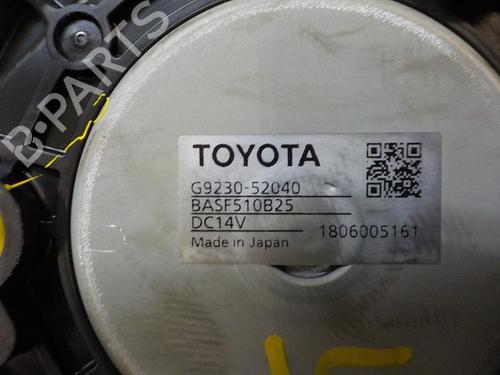 B-PARTS
TOYOTA
G9230-52040
BASF510B25
DC14V
Made in Japan
1806005161